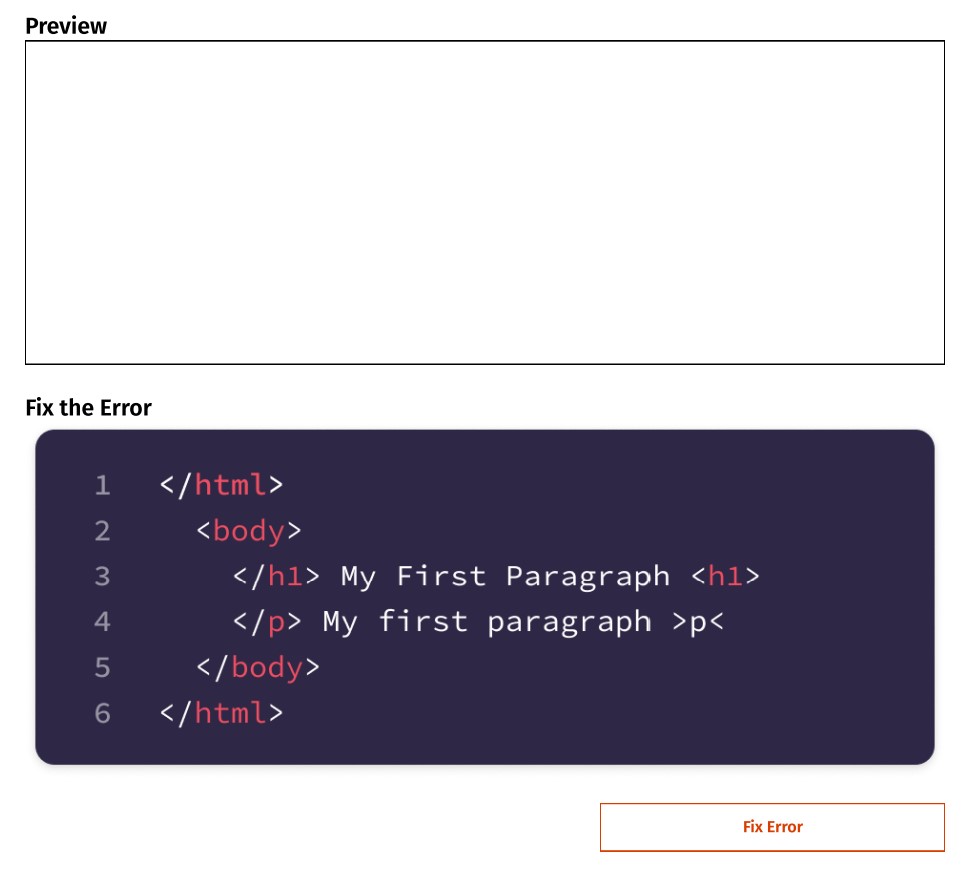 Preview
Fix the Error
1 </html>
2 <body>
3 </h1> My First Paragraph <h1>
4 </p> My first paragraph >p<
5 </body>
6 </html>
Fix Error